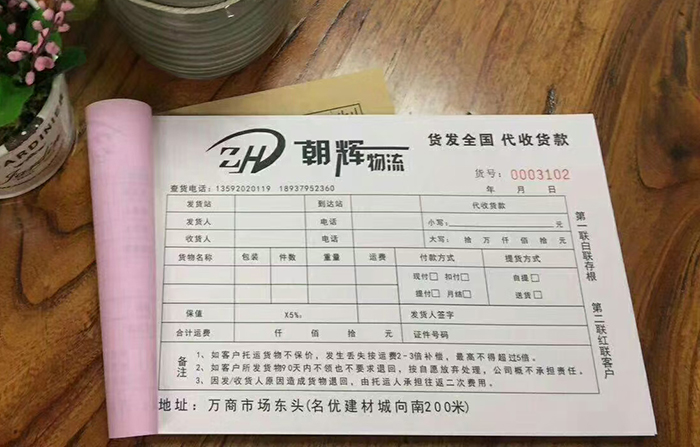 ARDINIER
ZH 朝辉物流
货发全国 代收货款
货号: 0003102
查货电话: 13592020119 18937952360
年 月 日
发货站 到达站 代收货款
发货人 电话 小写: 元
收货人 电话 大写: 拾 万 仟 佰 拾 元
货物名称 包装 件数 重量 运费 付款方式 提货方式
现付□ 扣付□ 自提□
提付□ 月结□ 送货□
保值 X5%。 发货人签字
合计运费 仟 佰 拾 元 证件号码
备注
1、如客户托运货物不保价,发生丢失按运费2-3倍补偿,最高不得超过5倍。
2、如客户所发货物90天内不领也不要求退回,按自愿放弃处理,公司概不承担责任。
3、因发/收货人原因造成货物退回,由托运人承担往返二次费用。
地址: 万商市场东头(名优建材城向南200米)
第一联白联存根
第二联红联客户